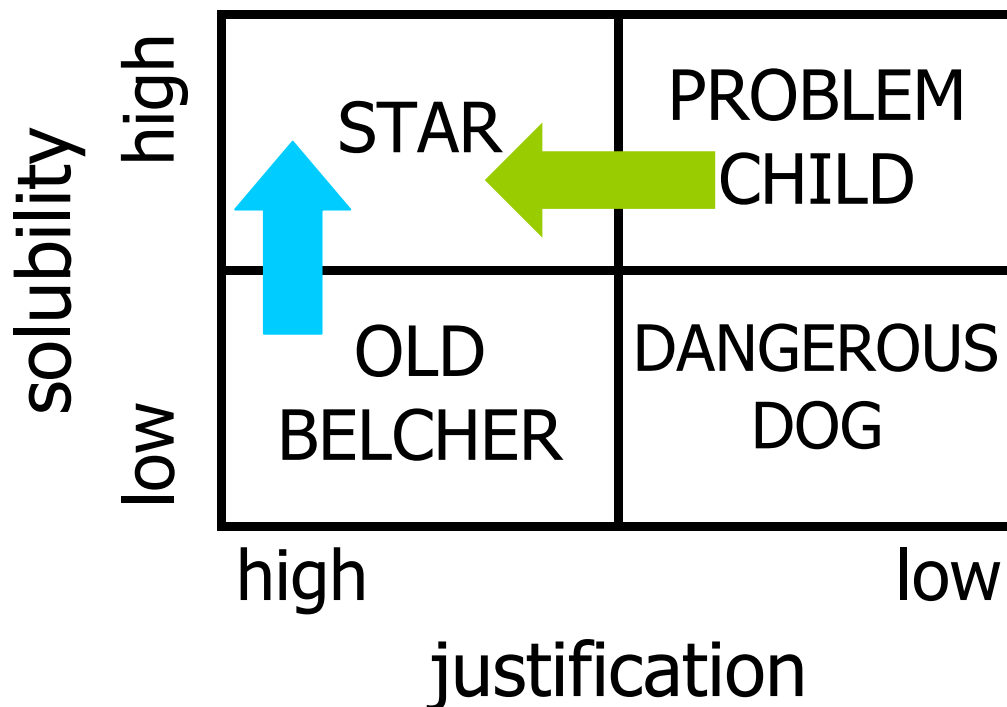 solubility
high
low
STAR
PROBLEM
CHILD
OLD
BELCHER
DANGEROUS
DOG
high
low
justification